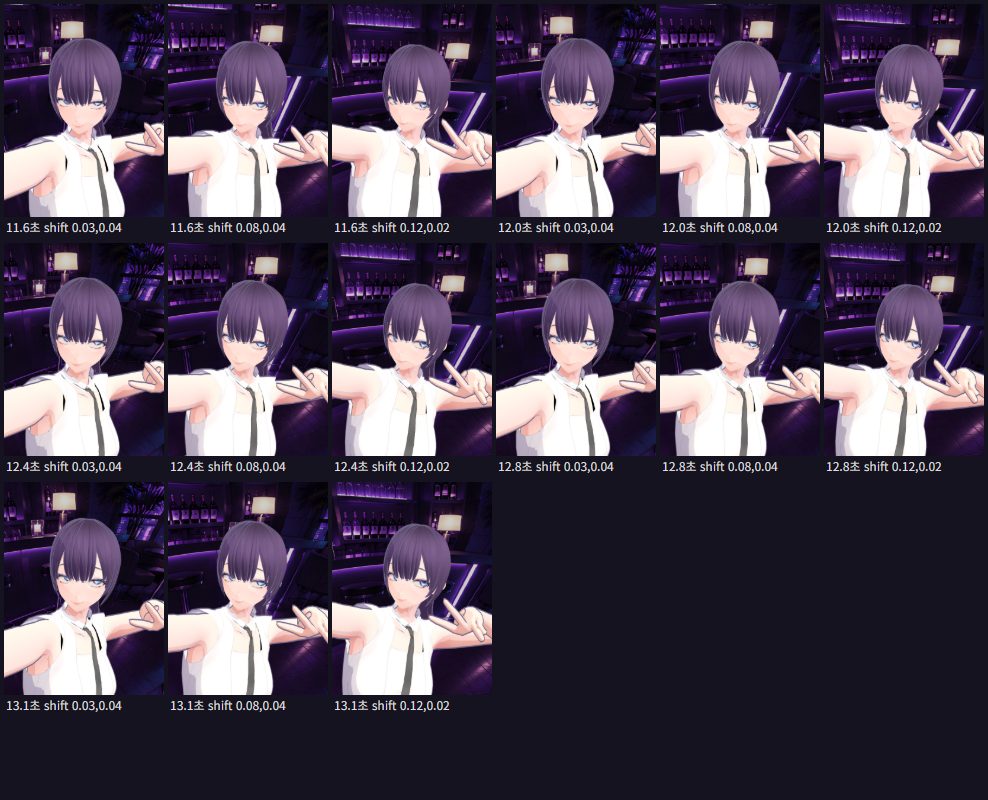 11.6초 shift 0.03,0.04
11.6초 shift 0.08,0.04
11.6초 shift 0.12,0.02
12.0초 shift 0.03,0.04
12.0초 shift 0.08,0.04
12.0초 shift 0.12,0.02
12.4초 shift 0.03,0.04
12.4초 shift 0.08,0.04
12.4초 shift 0.12,0.02
12.8초 shift 0.03,0.04
12.8초 shift 0.08,0.04
12.8초 shift 0.12,0.02
13.1초 shift 0.03,0.04
13.1초 shift 0.08,0.04
13.1초 shift 0.12,0.02